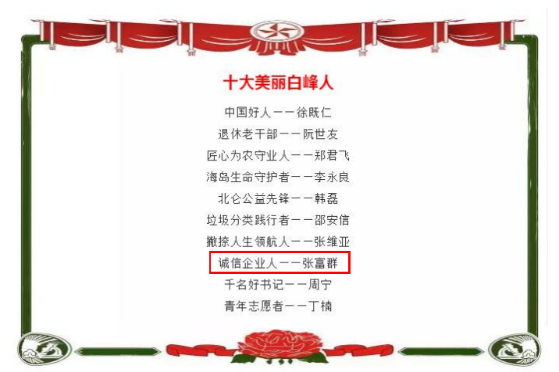 十大美丽白峰人
中国好人——徐既仁
退休老干部——阮世友
匠心为农守业人——郑君飞
海岛生命守护者——李永良
北仑公益先锋——韩磊
垃圾分类践行者——邵安信
撒捺人生领航人——张维亚
诚信企业人——张富群
千名好书记——周宁
青年志愿者——丁楠